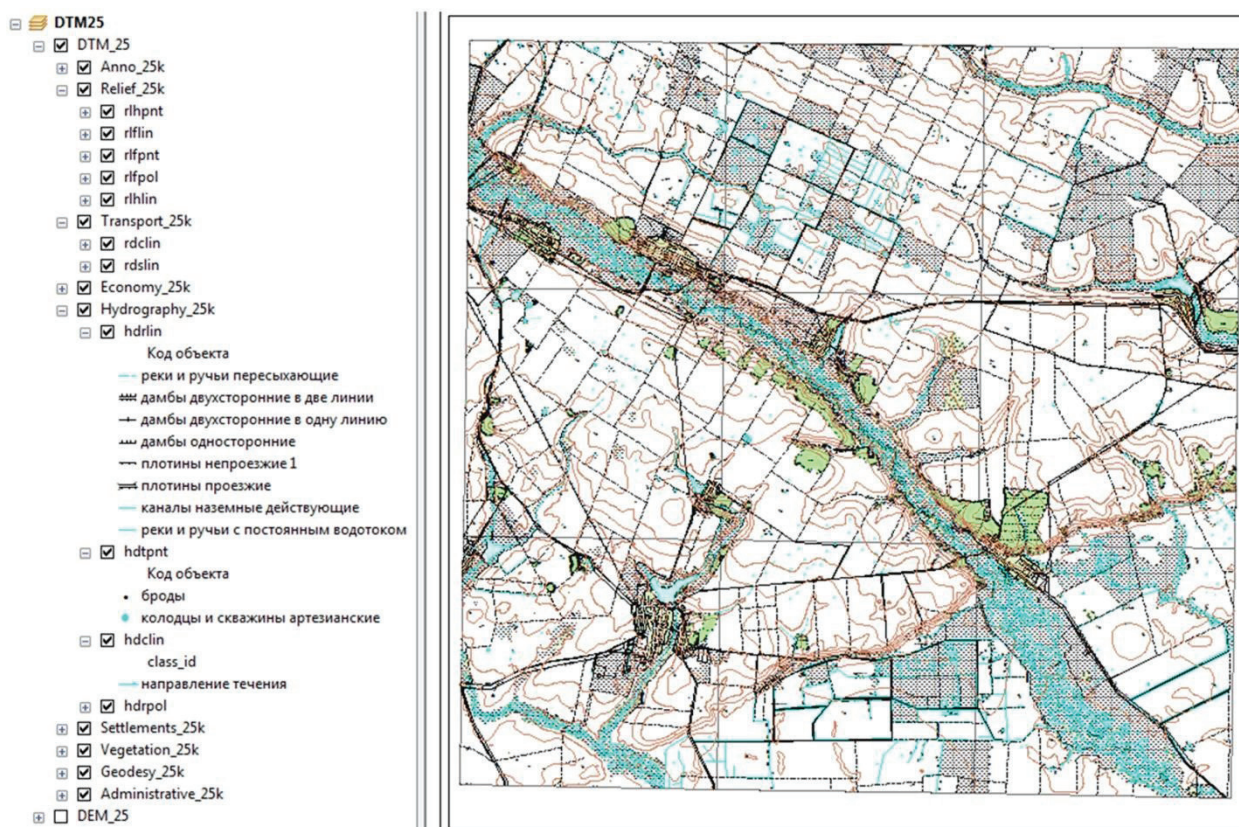 DTM25
DTM_25
Anno_25k
Relief_25k
rlhpnt
rlflin
rlfpnt
rlfpol
rlhlin
Transport_25k
rdclin
rdslin
Economy_25k
Hydrography_25k
hdrlin
Код объекта
реки и ручьи пересыхающие
дамбы двухсторонние в две линии
дамбы двухсторонние в одну линию
дамбы односторонние
плотины непроезжие 1
плотины проезжие
каналы наземные действующие
реки и ручьи с постоянным водотоком
hdtpnt
Код объекта
броды
колодцы и скважины артезианские
hdclin
class_id
направление течения
hdrpol
Settlements_25k
Vegetation_25k
Geodesy_25k
Administrative_25k
DEM_25